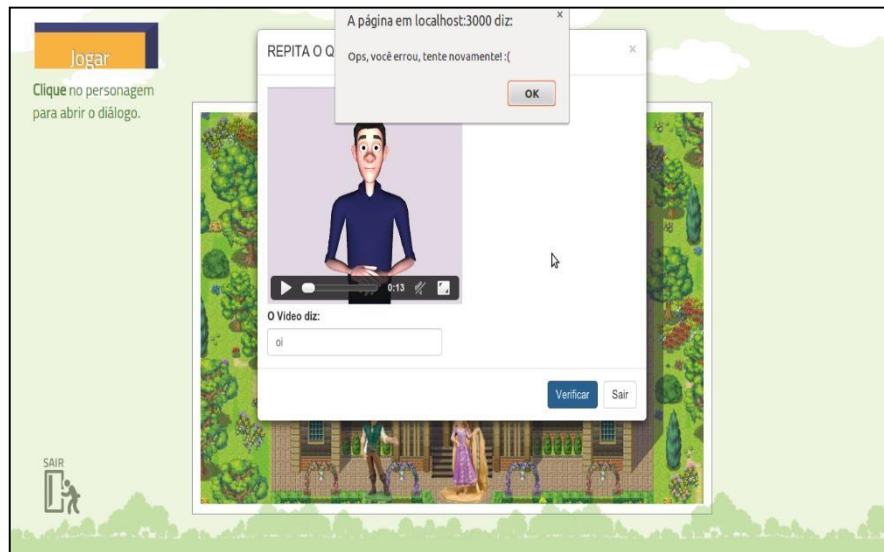 Jogar
Clique no personagem
para abrir o diálogo.
A página em localhost:3000 diz:
x
Ops, você errou, tente novamente! :(
OK
REPITA O Q
×
0:13
O Vídeo diz:
oi
Verificar
Sair
SAIR